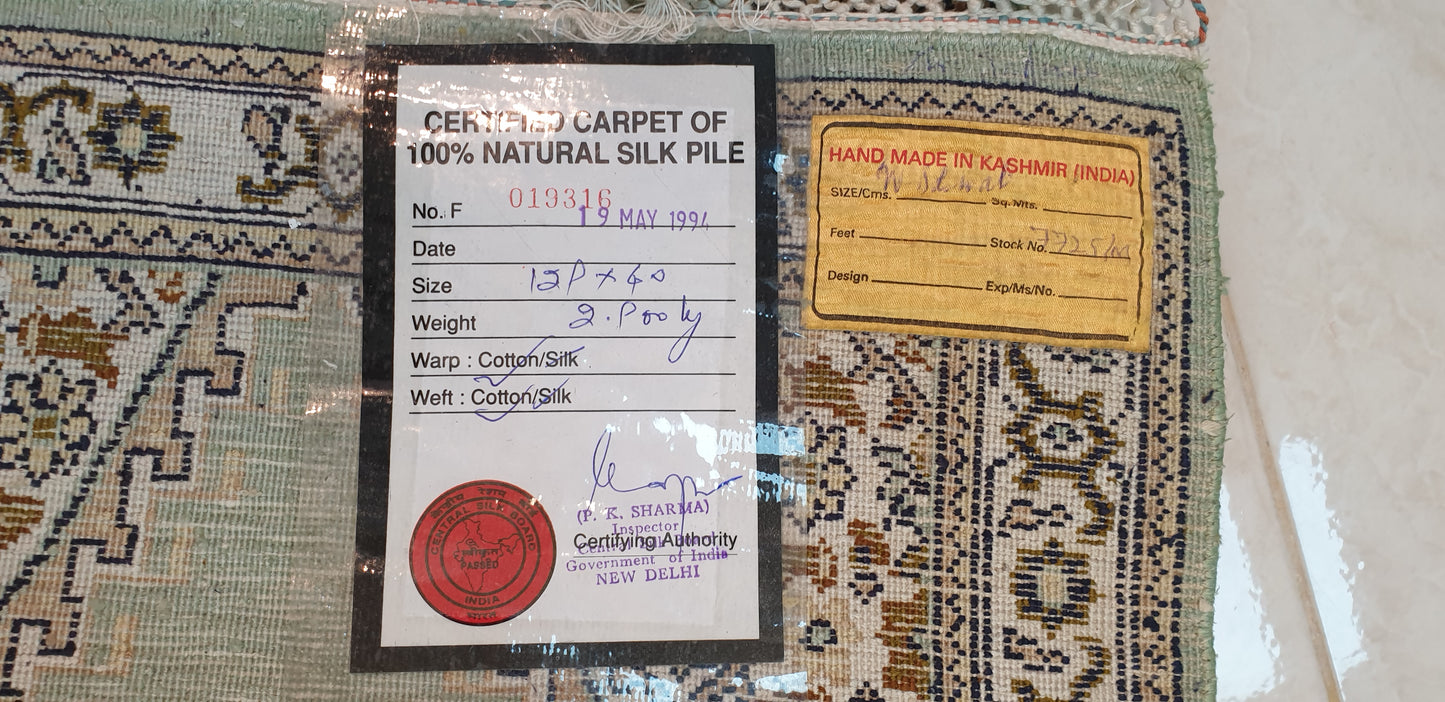 CERTIFIED CARPET OF
100% NATURAL SILK PILE
No. F 019316
19 MAY 1994
Date
Size
Weight
Warp : Cotton/Silk
Weft : Cotton/Silk
(P. K. SHARMA)
Inspector
Certifying Authority
Government of India
NEW DELHI
केन्द्रीय रेशम बोर्ड
CENTRAL SILK BOARD
स्वीकृत
PASSED
INDIA
भारत
HAND MADE IN KASHMIR (INDIA)
SIZE/Cms. Sq. Mts.
Feet Stock No.
Design Exp/Ms/No.